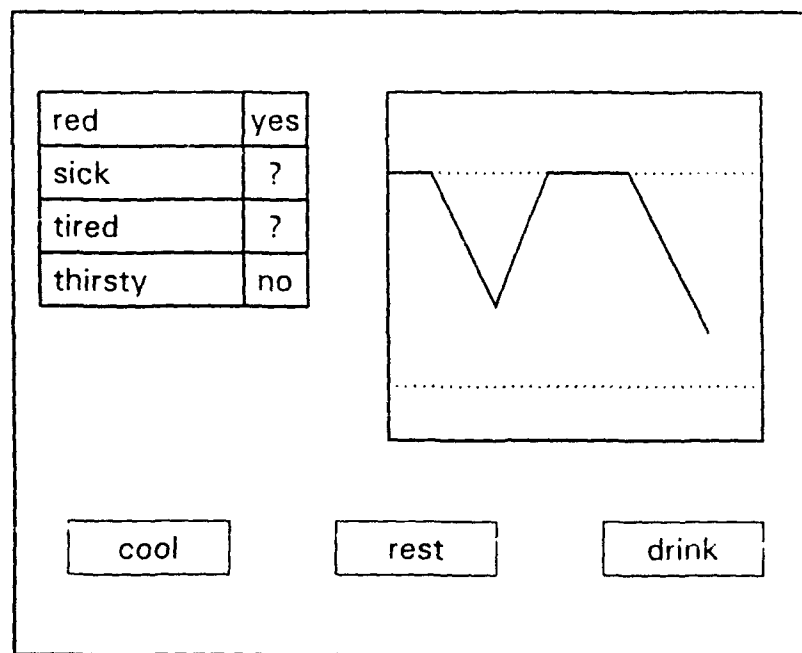 red yes
sick ?
tired ?
thirsty no
cool rest drink